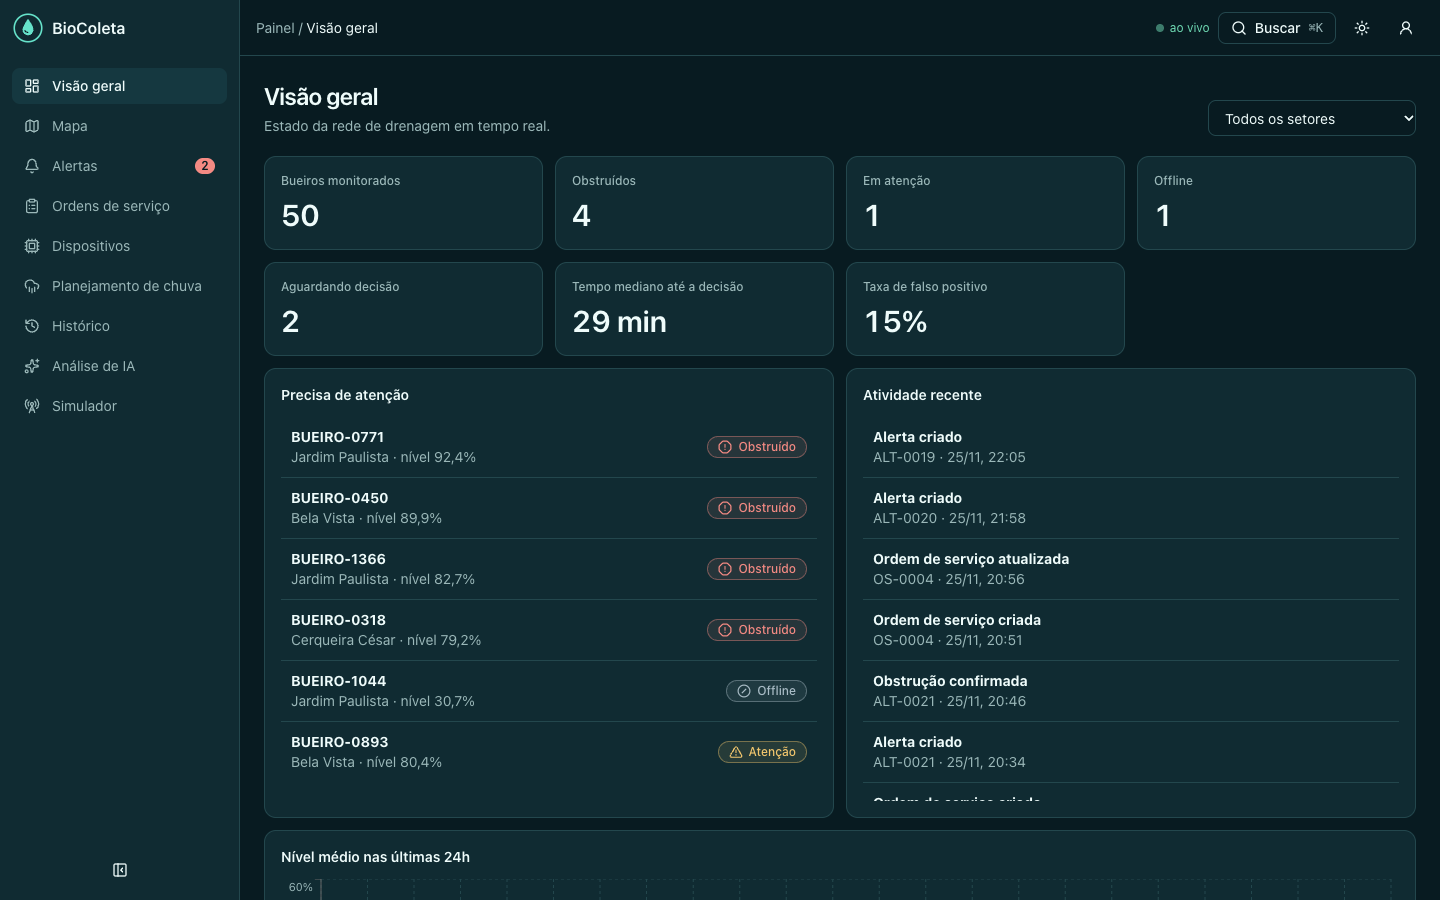 BioColeta
Visão geral
Mapa
Alertas 2
Ordens de serviço
Dispositivos
Planejamento de chuva
Histórico
Análise de IA
Simulador
Painel / Visão geral
ao vivo
Buscar ⌘K
Visão geral
Estado da rede de drenagem em tempo real.
Todos os setores
Bueiros monitorados
50
Obstruídos
4
Em atenção
1
Offline
1
Aguardando decisão
2
Tempo mediano até a decisão
29 min
Taxa de falso positivo
15%
Precisa de atenção
BUEIRO-0771
Jardim Paulista · nível 92,4%
Obstruído
BUEIRO-0450
Bela Vista · nível 89,9%
Obstruído
BUEIRO-1366
Jardim Paulista · nível 82,7%
Obstruído
BUEIRO-0318
Cerqueira César · nível 79,2%
Obstruído
BUEIRO-1044
Jardim Paulista · nível 30,7%
Offline
BUEIRO-0893
Bela Vista · nível 80,4%
Atenção
Atividade recente
Alerta criado
ALT-0019 · 25/11, 22:05
Alerta criado
ALT-0020 · 25/11, 21:58
Ordem de serviço atualizada
OS-0004 · 25/11, 20:56
Ordem de serviço criada
OS-0004 · 25/11, 20:51
Obstrução confirmada
ALT-0021 · 25/11, 20:46
Alerta criado
ALT-0021 · 25/11, 20:34
Ordem de serviço criada
Nível médio nas últimas 24h
60%